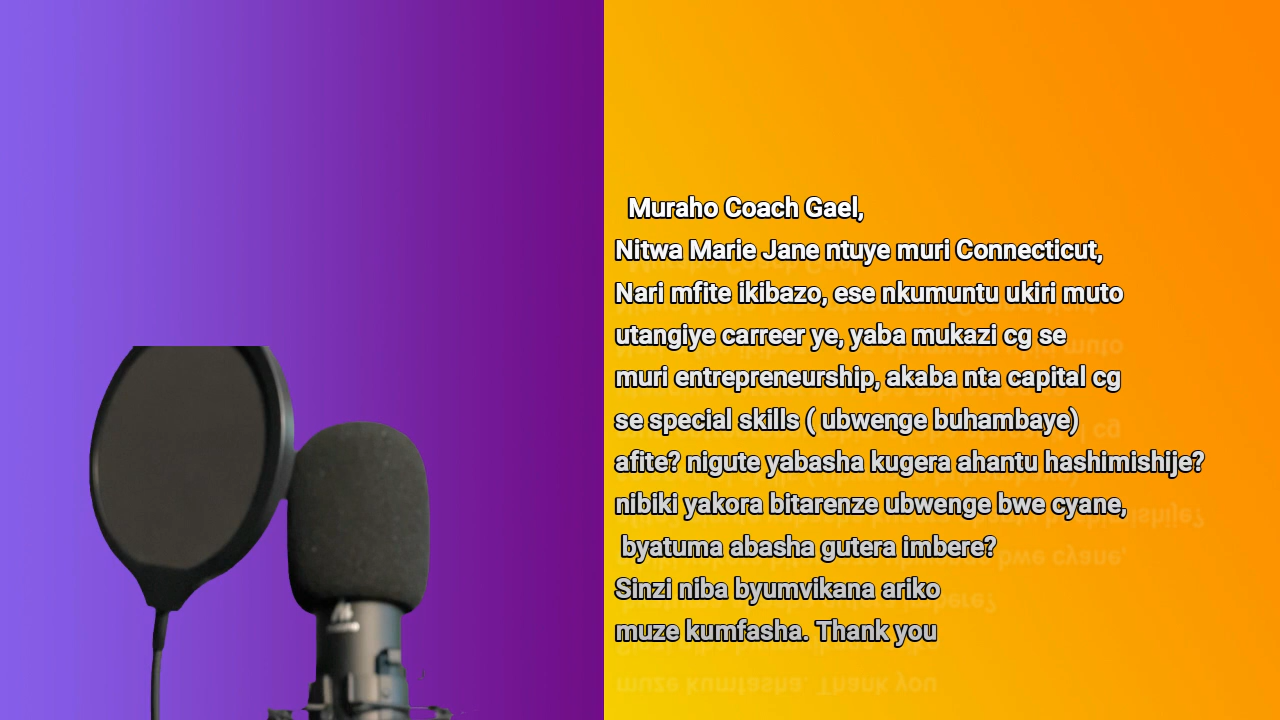 Muraho Coach Gael,
Nitwa Marie Jane ntuye muri Connecticut,
Nari mfite ikibazo, ese nkumuntu ukiri muto
utangiye carreer ye, yaba mukazi cg se
muri entrepreneurship, akaba nta capital cg
se special skills ( ubwenge buhambaye)
afite? nigute yabasha kugera ahantu hashimishije?
nibiki yakora bitarenze ubwenge bwe cyane,
byatuma abasha gutera imbere?
Sinzi niba byumvikana ariko
muze kumfasha. Thank you